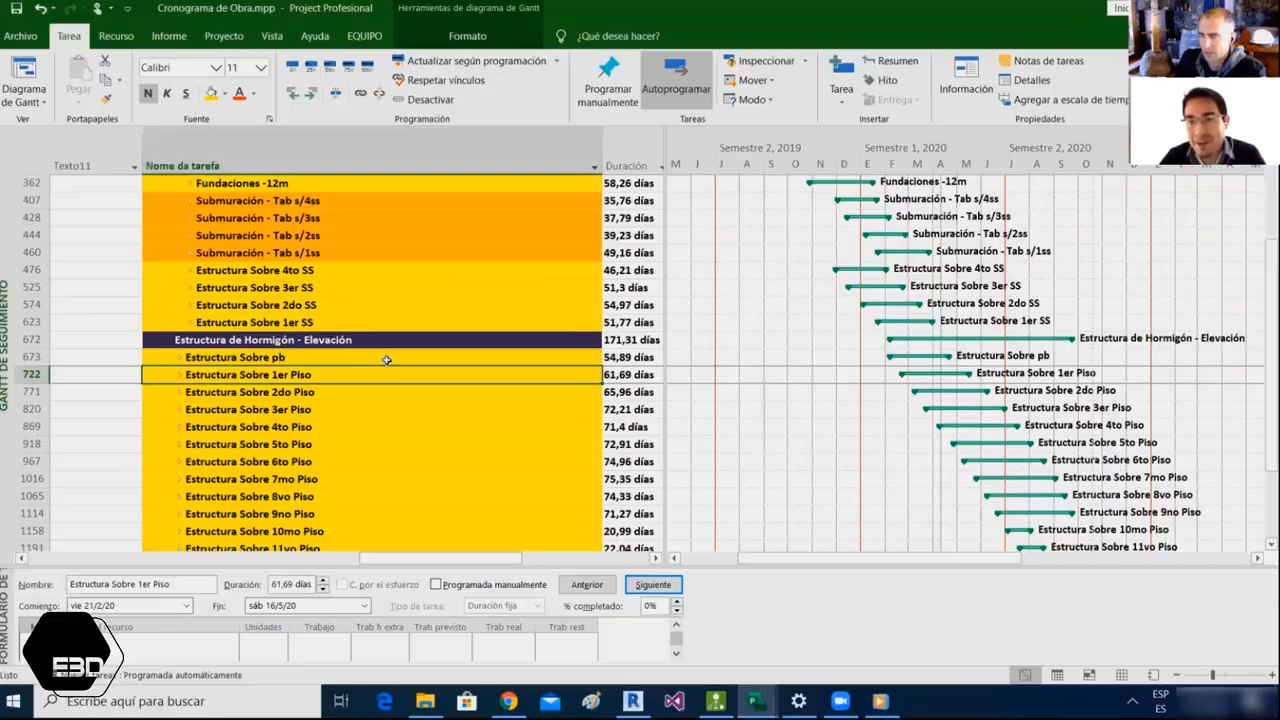 Cronograma de Obra.mpp - Project Profesional
Herramientas de diagrama de Gantt
Inic
Archivo Tarea Recurso Informe Proyecto Vista Ayuda EQUIPO Formato ¿Qué desea hacer?
Diagrama de Gantt
Ver
Pegar
Portapapeles
Calibri 11
N K S
Fuente
Actualizar según programación
Respetar vínculos
Desactivar
Programación
Programar manualmente
Autoprogramar
Inspeccionar
Mover
Modo
Tareas
Tarea
Resumen
Hito
Entrega
Insertar
Información
Notas de tareas
Detalles
Agregar a escala de tiemp
Propiedades
Texto11 Nome da tarefa Duración
Semestre 2, 2019 Semestre 1, 2020 Semestre 2, 2020
M J J A S O N D E F M A M J J A S O N D E F M A M
362 Fundaciones -12m 58,26 días Fundaciones -12m
407 Submuración - Tab s/4ss 35,76 días Submuración - Tab s/4ss
428 Submuración - Tab s/3ss 37,79 días Submuración - Tab s/3ss
444 Submuración - Tab s/2ss 39,23 días Submuración - Tab s/2ss
460 Submuración - Tab s/1ss 49,16 días Submuración - Tab s/1ss
476 Estructura Sobre 4to SS 46,21 días Estructura Sobre 4to SS
525 Estructura Sobre 3er SS 51,3 días Estructura Sobre 3er SS
574 Estructura Sobre 2do SS 54,97 días Estructura Sobre 2do SS
623 Estructura Sobre 1er SS 51,77 días Estructura Sobre 1er SS
672 Estructura de Hormigón - Elevación 171,31 días Estructura de Hormigón - Elevación
673 Estructura Sobre pb 54,89 días Estructura Sobre pb
722 Estructura Sobre 1er Piso 61,69 días Estructura Sobre 1er Piso
771 Estructura Sobre 2do Piso 65,96 días Estructura Sobre 2do Piso
820 Estructura Sobre 3er Piso 72,21 días Estructura Sobre 3er Piso
869 Estructura Sobre 4to Piso 71,4 días Estructura Sobre 4to Piso
918 Estructura Sobre 5to Piso 72,91 días Estructura Sobre 5to Piso
967 Estructura Sobre 6to Piso 74,96 días Estructura Sobre 6to Piso
1016 Estructura Sobre 7mo Piso 75,35 días Estructura Sobre 7mo Piso
1065 Estructura Sobre 8vo Piso 74,33 días Estructura Sobre 8vo Piso
1114 Estructura Sobre 9no Piso 71,27 días Estructura Sobre 9no Piso
1158 Estructura Sobre 10mo Piso 20,99 días Estructura Sobre 10mo Piso
1191 Estructura Sobre 11vo Piso 22,04 días Estructura Sobre 11vo Piso
GANTT DE SEGUIMIENTO
FORMULARIO DE T
Nombre: Estructura Sobre 1er Piso Duración: 61,69 días C. por el esfuerzo Programada manualmente Anterior Siguiente
Comienzo: vie 21/2/20 Fin: sáb 16/5/20 Tipo de tarea: Duración fija % completado: 0%
Unidades Trabajo Trab h extra Trab previsto Trab real Trab rest
E3D
Listo tareas : Programada automáticamente
Escribe aquí para buscar
ESP
ES